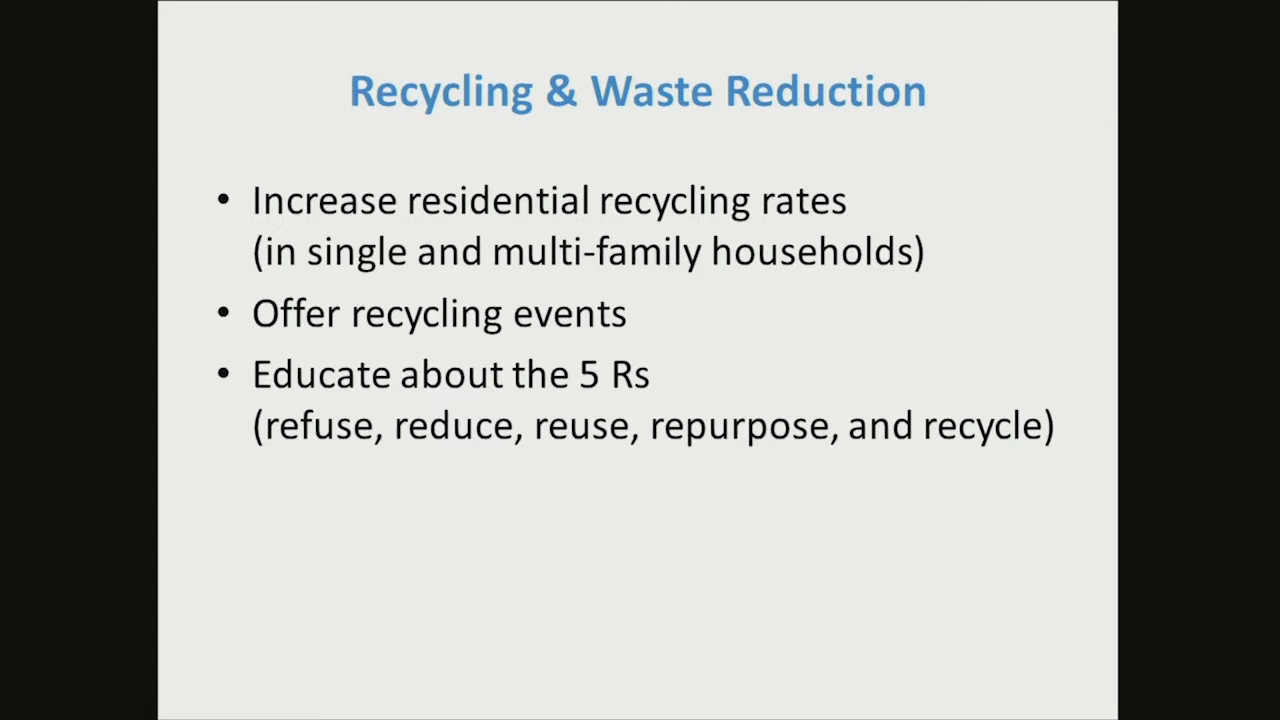 Recycling & Waste Reduction
• Increase residential recycling rates
(in single and multi-family households)
• Offer recycling events
• Educate about the 5 Rs
(refuse, reduce, reuse, repurpose, and recycle)